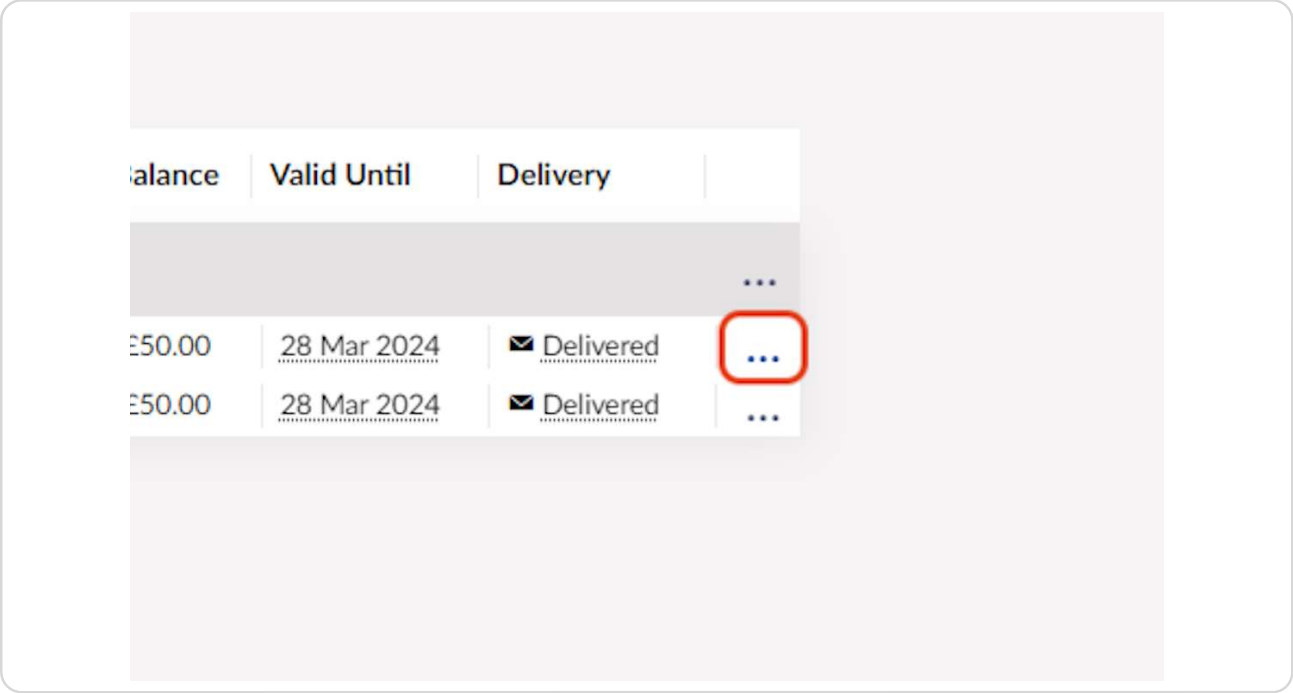 alance Valid Until Delivery
...
£50.00 28 Mar 2024 Delivered ...
£50.00 28 Mar 2024 Delivered ...